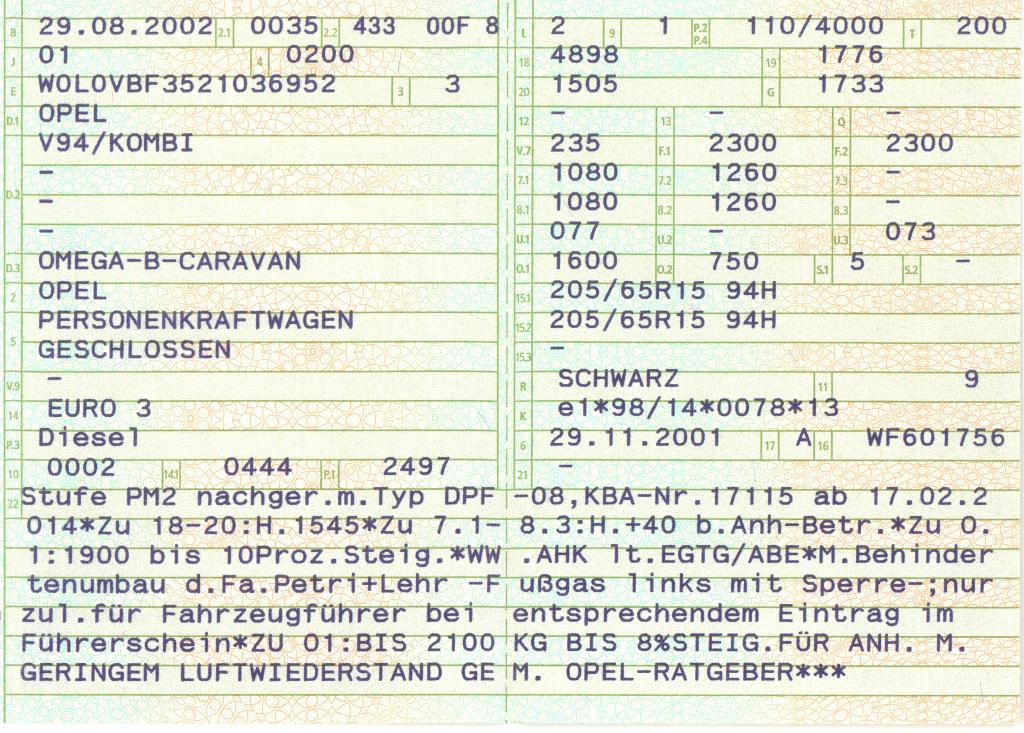 B 29.08.2002 2.1 0035 2.2 433 00F 8
J 01 4 0200
E WOLOVBF3521036952 3 3
D.1 OPEL
V94/KOMBI
–
D.2 –
–
D.3 OMEGA–B–CARAVAN
2 OPEL
PERSONENKRAFTWAGEN
5 GESCHLOSSEN
V.9 –
14 EURO 3
P.3 Diesel
10 0002 14.1 0444 P.1 2497
L 2 9 1 P.2 P.4 110/4000 T 200
18 4898 19 1776
20 1505 G 1733
12 – 13 – Q –
V.7 235 F.1 2300 F.2 2300
7.1 1080 7.2 1260 7.3 –
8.1 1080 8.2 1260 8.3 –
U.1 077 U.2 – U.3 073
O.1 1600 O.2 750 S.1 5 S.2 –
15.1 205/65R15 94H
15.2 205/65R15 94H
15.3 –
R SCHWARZ 11 9
K e1*98/14*0078*13
6 29.11.2001 17 A 16 WF601756
21 –
22 Stufe PM2 nachger.m.Typ DPF –08,KBA–Nr.17115 ab 17.02.2
014*Zu 18–20:H.1545*Zu 7.1– 8.3:H.+40 b.Anh–Betr.*Zu O.
1:1900 bis 10Proz.Steig.*WW .AHK lt.EGTG/ABE*M.Behinder
tenumbau d.Fa.Petri+Lehr –F ußgas links mit Sperre–;nur
zul.für Fahrzeugführer bei entsprechendem Eintrag im
Führerschein*ZU O1:BIS 2100 KG BIS 8%STEIG.FÜR ANH. M.
GERINGEM LUFTWIEDERSTAND GE M. OPEL–RATGEBER***